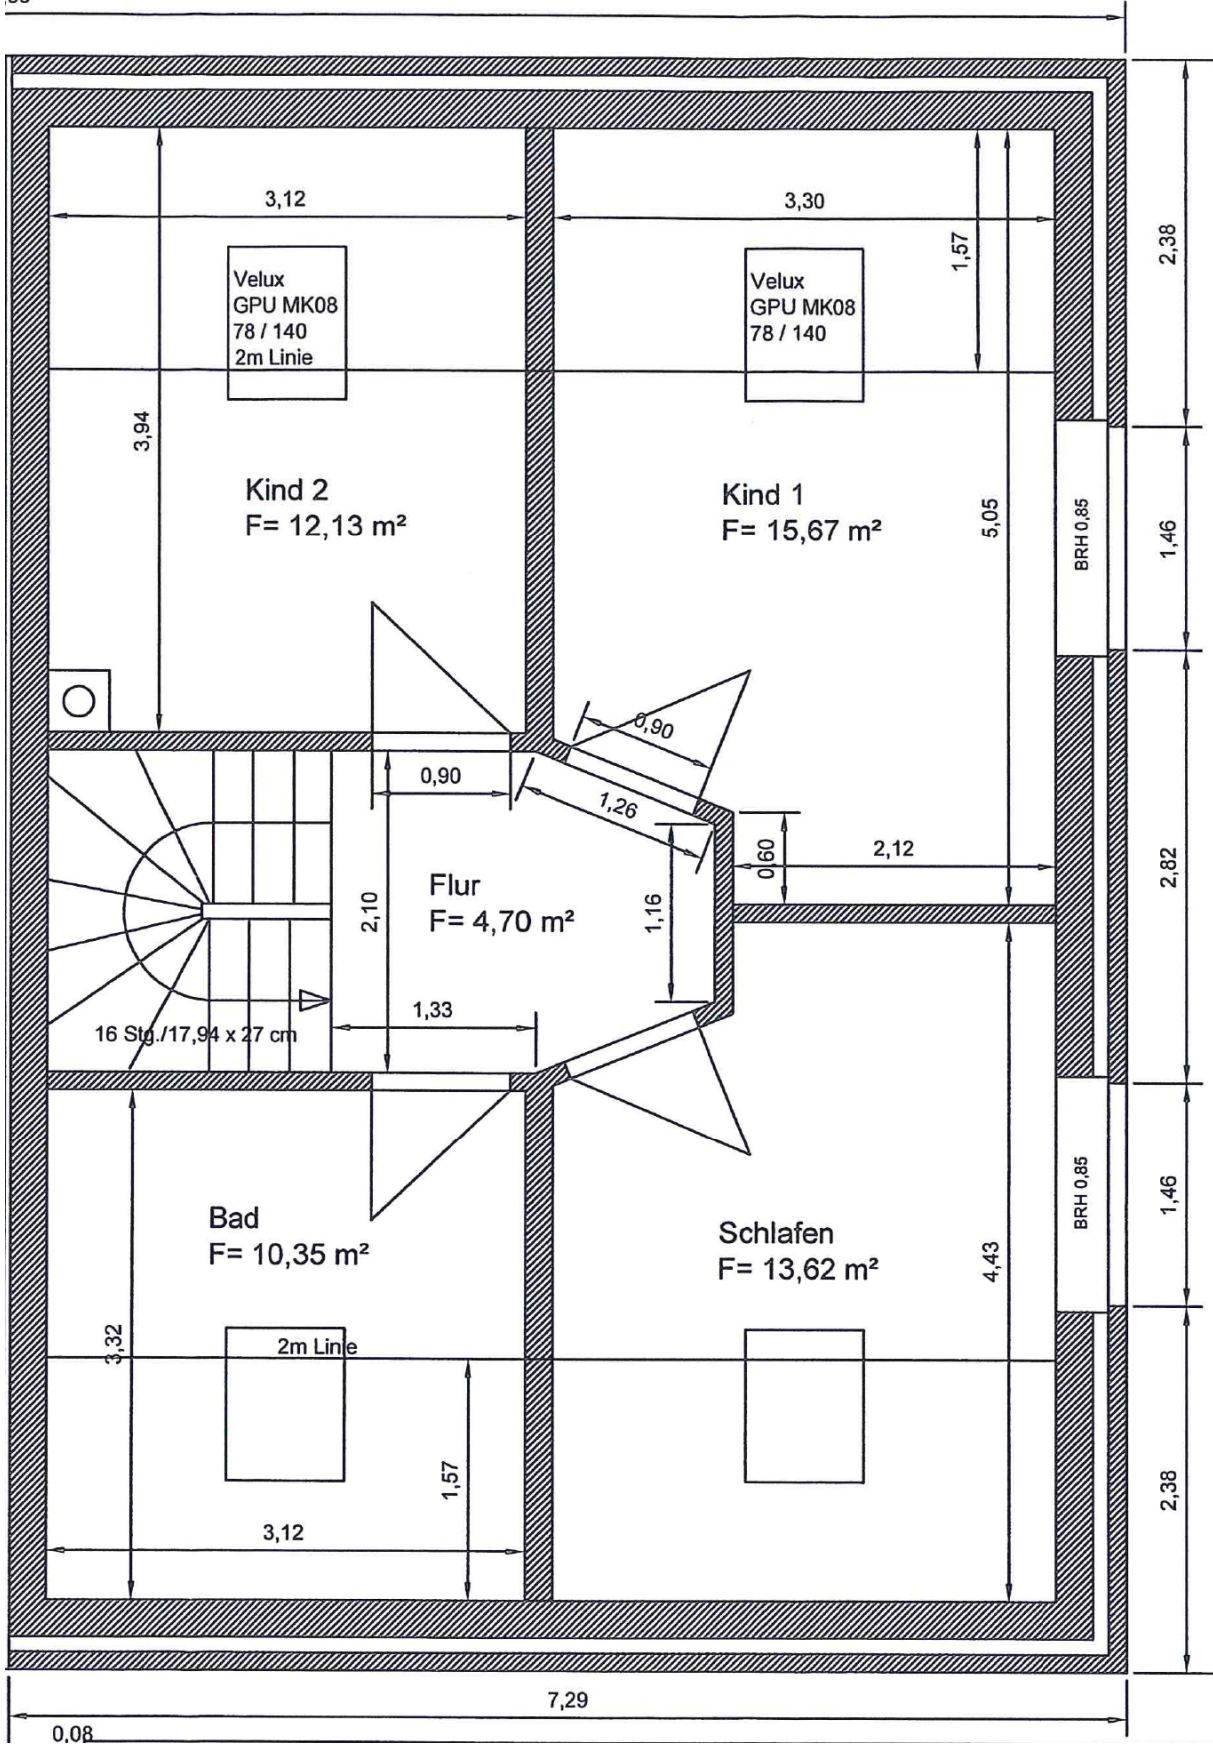 3,12
3,30
1,57
2,38
Velux
GPU MK08
78 / 140
2m Linie
Velux
GPU MK08
78 / 140
3,94
Kind 2
F= 12,13 m²
Kind 1
F= 15,67 m²
5,05
BRH 0,85
1,46
0,90
0,90
1,26
0,60
2,12
2,82
2,10
Flur
F= 4,70 m²
1,16
1,33
16 Stg./17,94 x 27 cm
Bad
F= 10,35 m²
Schlafen
F= 13,62 m²
4,43
BRH 0,85
1,46
3,32
2m Linie
1,57
2,38
3,12
7,29
0,08